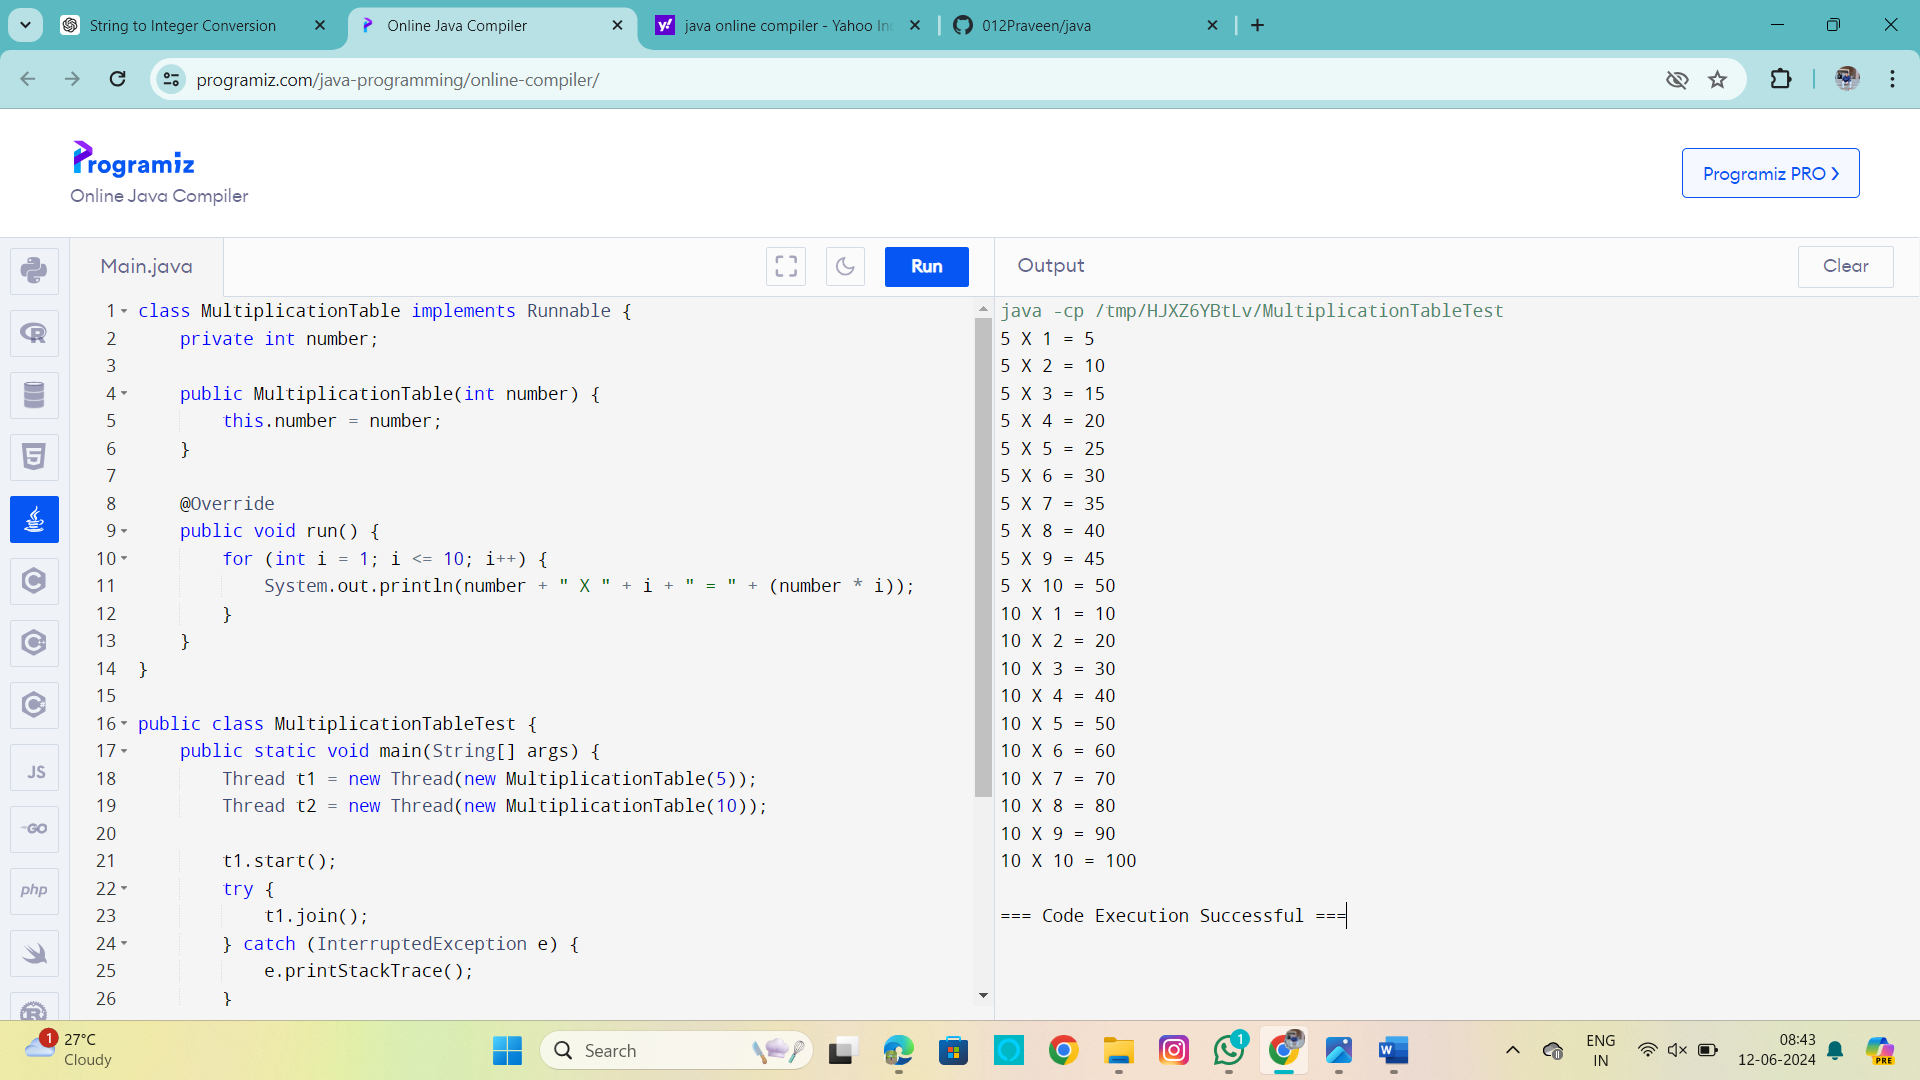 String to Integer Conversion
Online Java Compiler
java online compiler - Yahoo In
012Praveen/java
programiz.com/java-programming/online-compiler/
Programiz
Online Java Compiler
Programiz PRO
Main.java
Run
Output
Clear
1 class MultiplicationTable implements Runnable {
2 private int number;
3
4 public MultiplicationTable(int number) {
5 this.number = number;
6 }
7
8 @Override
9 public void run() {
10 for (int i = 1; i <= 10; i++) {
11 System.out.println(number + " X " + i + " = " + (number * i));
12 }
13 }
14 }
15
16 public class MultiplicationTableTest {
17 public static void main(String[] args) {
18 Thread t1 = new Thread(new MultiplicationTable(5));
19 Thread t2 = new Thread(new MultiplicationTable(10));
20
21 t1.start();
22 try {
23 t1.join();
24 } catch (InterruptedException e) {
25 e.printStackTrace();
26 }
java -cp /tmp/HJXZ6YBtLv/MultiplicationTableTest
5 X 1 = 5
5 X 2 = 10
5 X 3 = 15
5 X 4 = 20
5 X 5 = 25
5 X 6 = 30
5 X 7 = 35
5 X 8 = 40
5 X 9 = 45
5 X 10 = 50
10 X 1 = 10
10 X 2 = 20
10 X 3 = 30
10 X 4 = 40
10 X 5 = 50
10 X 6 = 60
10 X 7 = 70
10 X 8 = 80
10 X 9 = 90
10 X 10 = 100
=== Code Execution Successful ===
JS
GO
php
1
27°C
Cloudy
Search
1
W
ENG
IN
08:43
12-06-2024
PRE